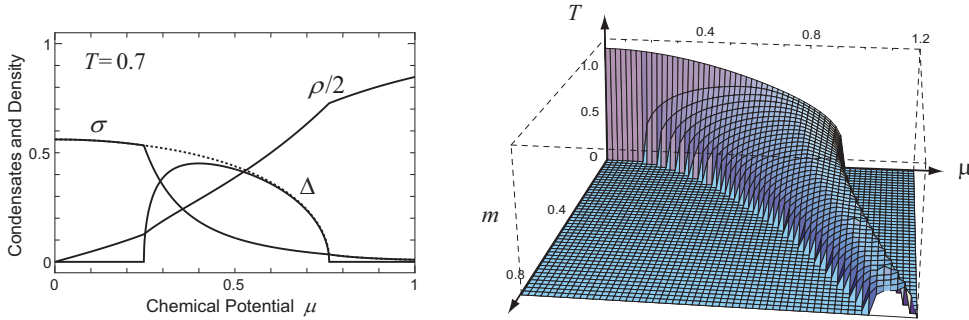 Condensates and Density
1
0.5
0
T=0.7
σ
ρ/2
Δ
0
0.5
1
Chemical Potential μ
T
0.4
0.8
1.2
1.0
0.5
0
μ
m
0.4
0.8